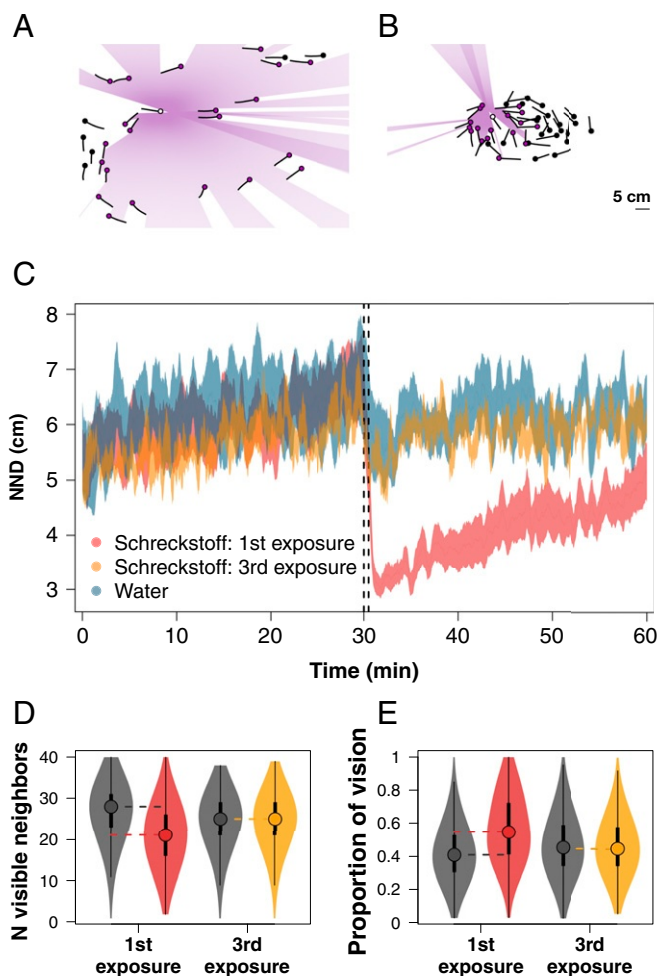 A
B
5 cm
C
8
7
6
5
4
3
NND (cm)
Schreckstoff: 1st exposure
Schreckstoff: 3rd exposure
Water
0 10 20 30 40 50 60
Time (min)
D
40
30
20
10
0
N visible neighbors
1st exposure
3rd exposure
E
1
0.8
0.6
0.4
0.2
0
Proportion of vision
1st exposure
3rd exposure